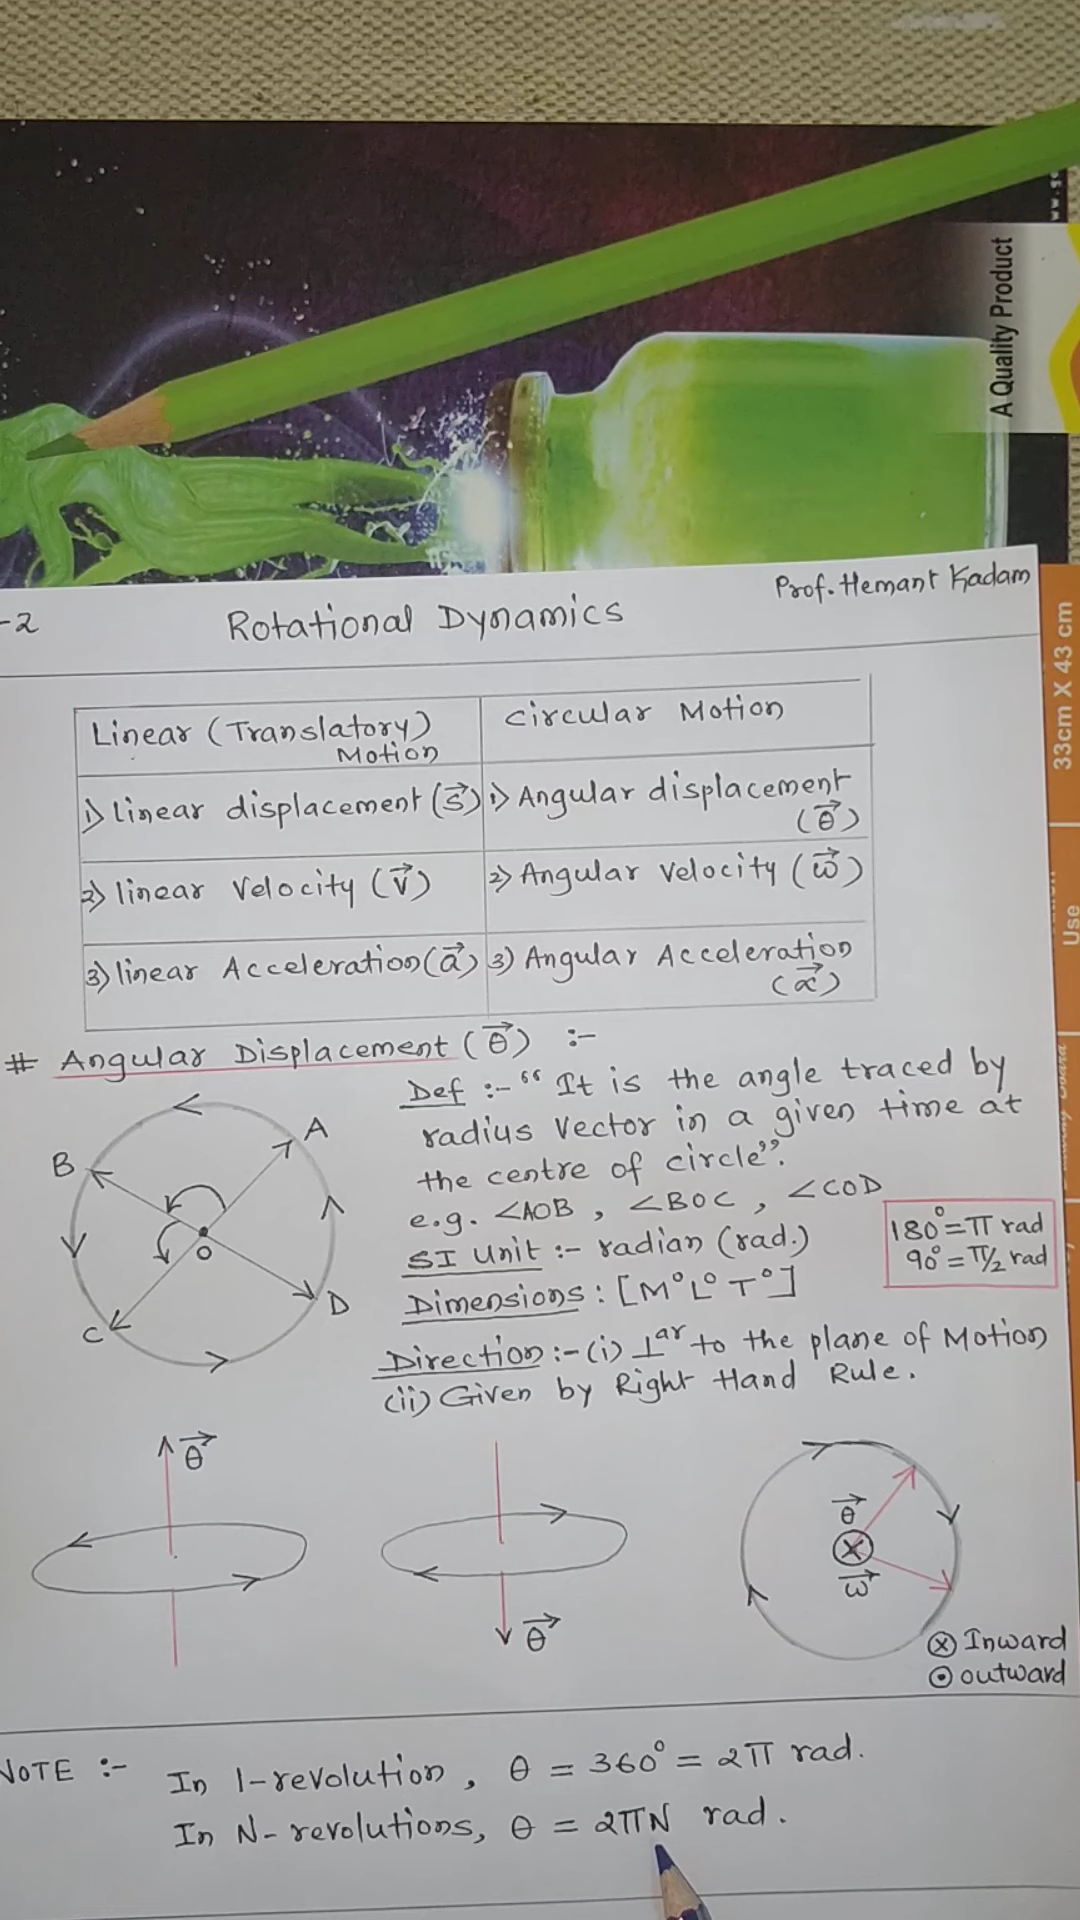 A Quality Product
33cm X 43 cm
Use
-2
Rotational Dynamics
Prof. Hemant Kadam
Linear (Translatory) Motion
Circular Motion
1) linear displacement (s⃗)
1) Angular displacement (θ⃗)
2) linear Velocity (v⃗)
2) Angular velocity (ω⃗)
3) linear Acceleration (a⃗)
3) Angular Acceleration (α⃗)
# Angular Displacement (θ⃗) :-
Def :- “ It is the angle traced by
radius vector in a given time at
the centre of circle”.
e.g. ∠AOB , ∠BOC , ∠COD
SI Unit :- radian (rad.)
180° = π rad
90° = π/2 rad
Dimensions : [M° L° T°]
Direction :- (i) ⊥ar to the plane of Motion
(ii) Given by Right Hand Rule.
A
B
O
C
D
θ⃗
θ⃗
θ⃗
ω⃗
⊗ Inward
⊙ outward
NOTE :- In 1-revolution , θ = 360° = 2π rad.
In N- revolutions, θ = 2πN rad.